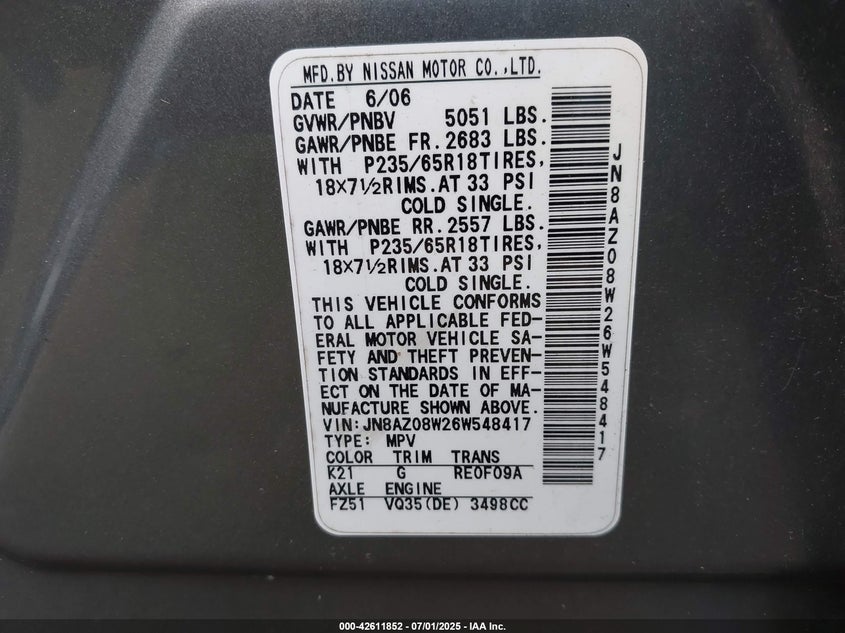 MFD.BY NISSAN MOTOR CO.,LTD.
DATE 6/06
GVWR/PNBV 5051 LBS.
GAWR/PNBE FR.2683 LBS.
WITH P235/65R18TIRES,
18×7½RIMS.AT 33 PSI
COLD SINGLE.
GAWR/PNBE RR.2557 LBS.
WITH P235/65R18TIRES,
18×7½RIMS.AT 33 PSI
COLD SINGLE.
THIS VEHICLE CONFORMS
TO ALL APPLICABLE FED-
ERAL MOTOR VEHICLE SA-
FETY AND THEFT PREVEN-
TION STANDARDS IN EFF-
ECT ON THE DATE OF MA-
NUFACTURE SHOWN ABOVE.
VIN:JN8AZ08W26W548417
TYPE: MPV
COLOR TRIM TRANS
K21 G RE0F09A
AXLE ENGINE
FZ51 VQ35(DE) 3498CC
JN8AZ08W26W548417
000-42611852 / 07/01/2025 - IAA Inc.